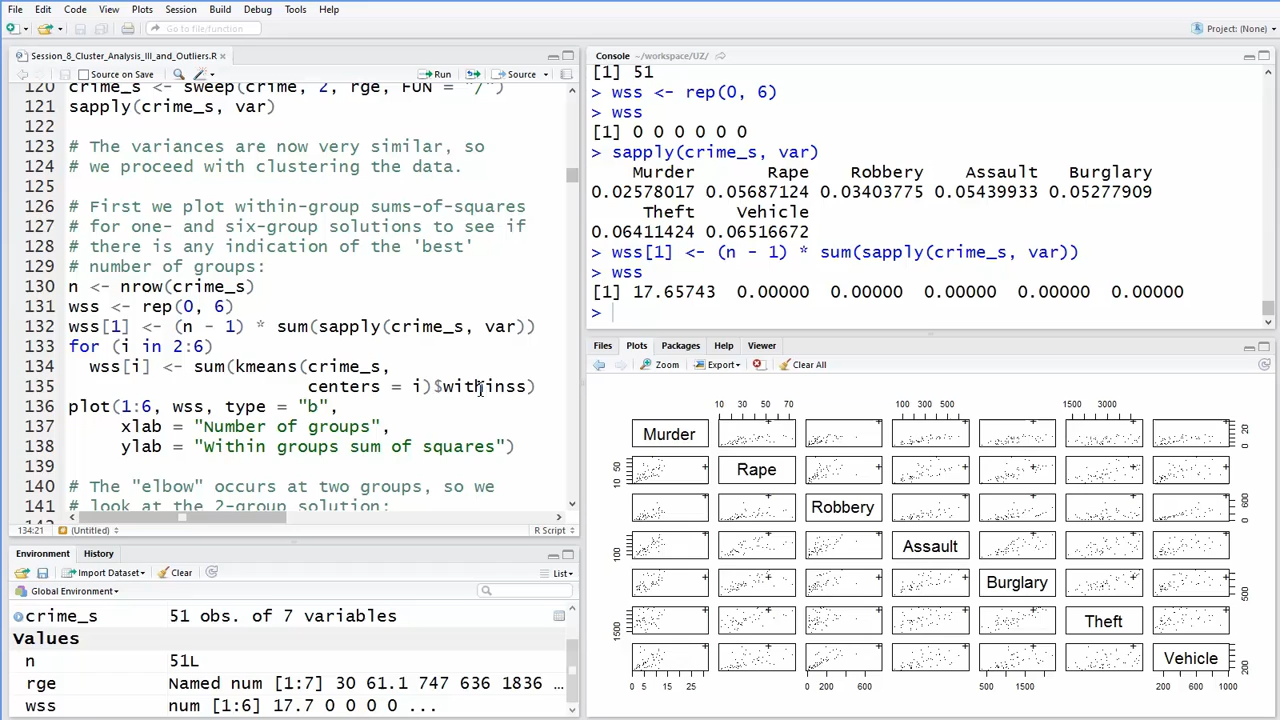 File Edit Code View Plots Session Build Debug Tools Help
Go to file/function
Project: (None)
Session_8_Cluster_Analysis_III_and_Outliers.R
Source on Save
Run
Source
120 crime_s <- sweep(crime, 2, rge, FUN = "/")
121 sapply(crime_s, var)
122
123 # The variances are now very similar, so
124 # we proceed with clustering the data.
125
126 # First we plot within-group sums-of-squares
127 # for one- and six-group solutions to see if
128 # there is any indication of the 'best'
129 # number of groups:
130 n <- nrow(crime_s)
131 wss <- rep(0, 6)
132 wss[1] <- (n - 1) * sum(sapply(crime_s, var))
133 for (i in 2:6)
134 wss[i] <- sum(kmeans(crime_s,
135 centers = i)$withinss)
136 plot(1:6, wss, type = "b",
137 xlab = "Number of groups",
138 ylab = "Within groups sum of squares")
139
140 # The "elbow" occurs at two groups, so we
141 # look at the 2-group solution:
134:21 (Untitled) R Script
Environment History
Import Dataset Clear List
Global Environment
crime_s 51 obs. of 7 variables
Values
n 51L
rge Named num [1:7] 30 61.1 747 636 1836 ...
wss num [1:6] 17.7 0 0 0 0 ...
Console ~/workspace/UZ/
[1] 51
> wss <- rep(0, 6)
> wss
[1] 0 0 0 0 0 0
> sapply(crime_s, var)
Murder Rape Robbery Assault Burglary
0.02578017 0.05687124 0.03403775 0.05439933 0.05277909
Theft Vehicle
0.06411424 0.06516672
> wss[1] <- (n - 1) * sum(sapply(crime_s, var))
> wss
[1] 17.65743 0.00000 0.00000 0.00000 0.00000 0.00000
>
Files Plots Packages Help Viewer
Zoom Export Clear All
10 30 50 70 100 300 500 1500 3000
Murder 0 20
10 50 Rape
Robbery 0 600
100 Assault
Burglary 500
1500 Theft
Vehicle 200
0 5 15 25 0 200 600 500 1500 200 600 1000